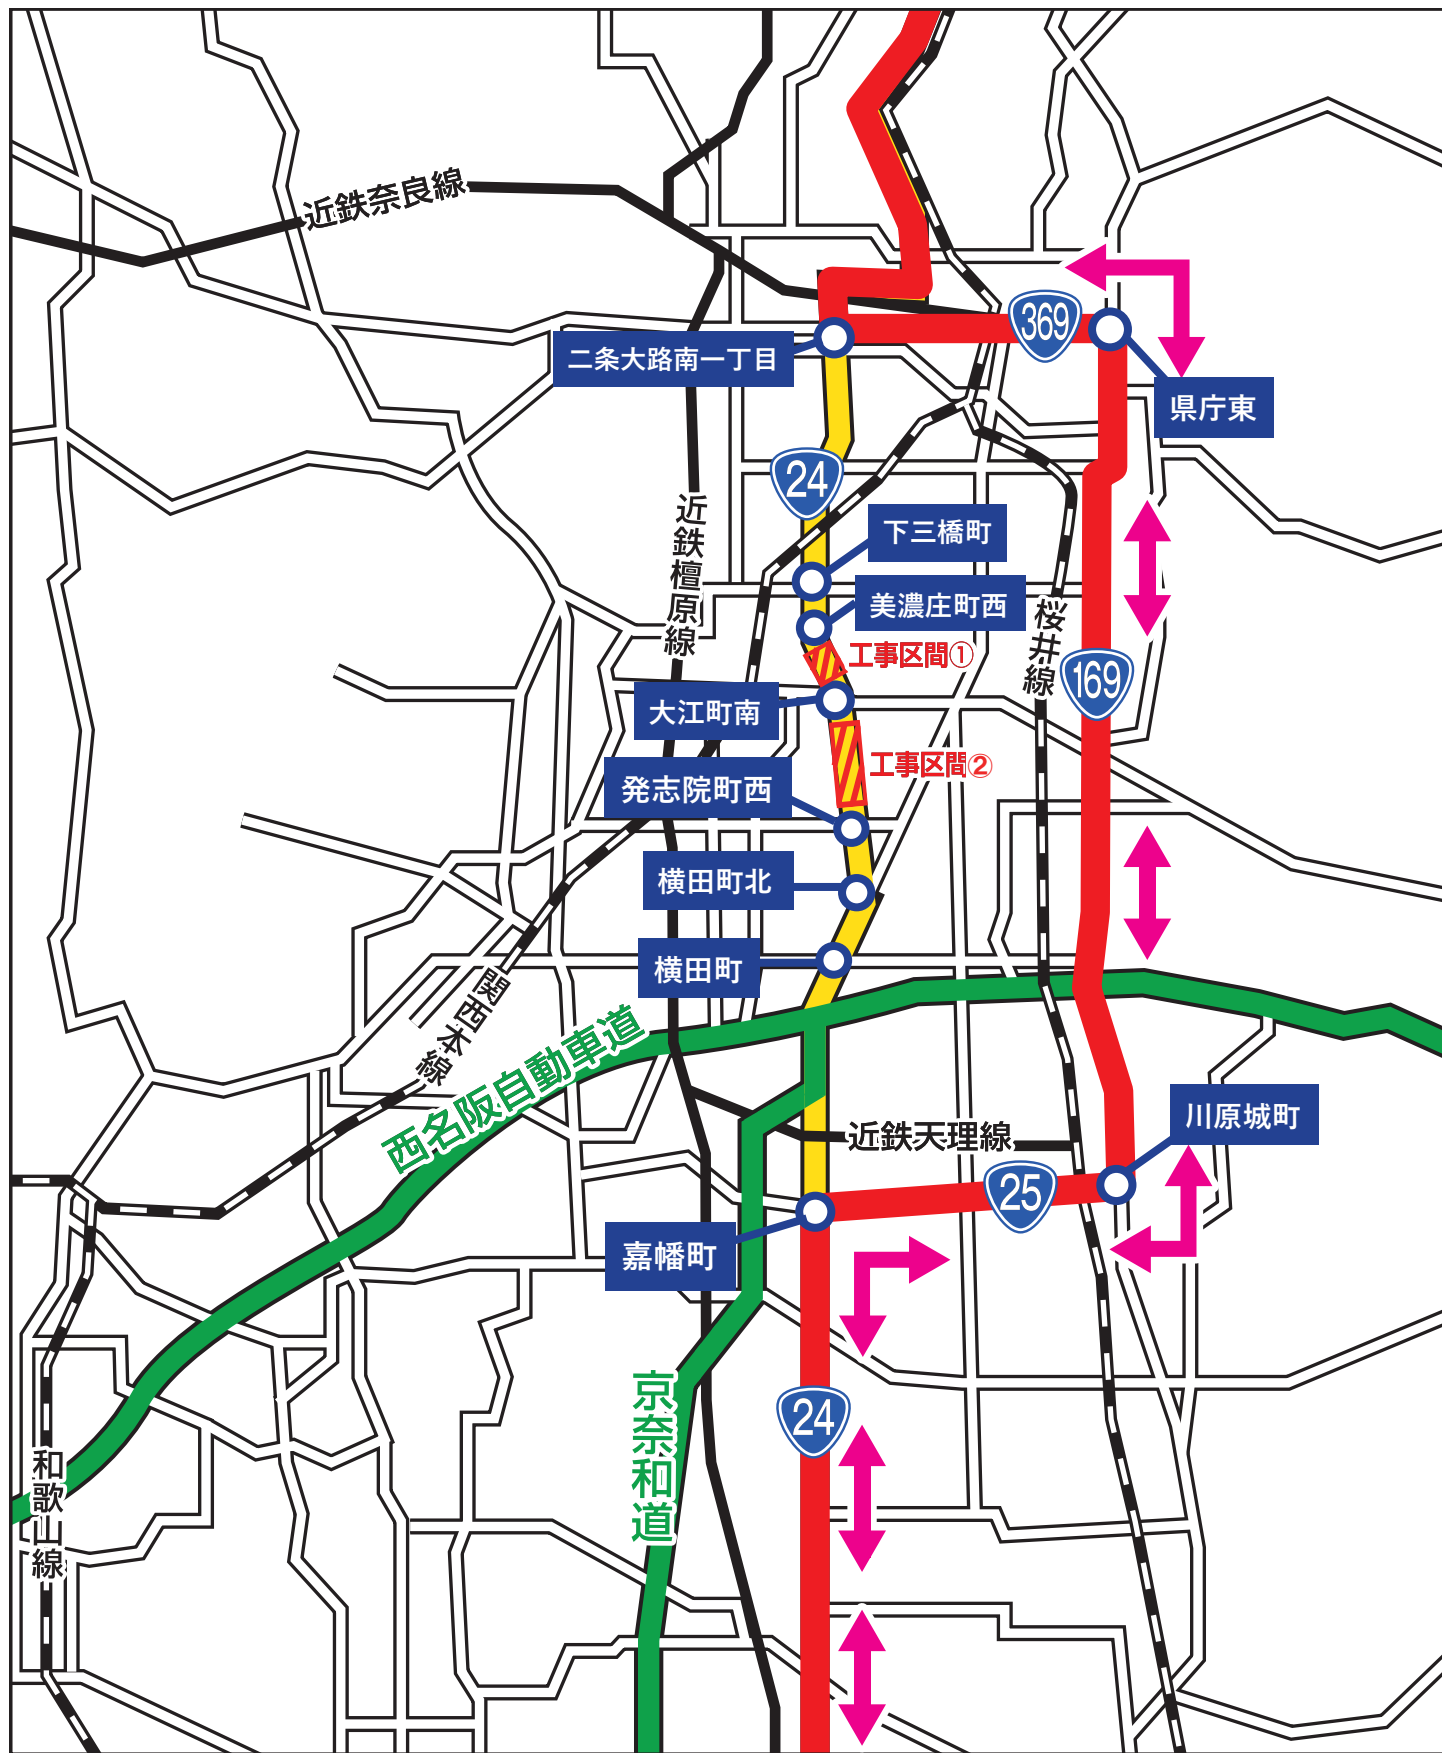 近鉄奈良線
369
二条大路南一丁目
県庁東
24
近鉄橿原線
下三橋町
美濃庄町西
桜井線
工事区間①
169
大江町南
工事区間②
発志院町西
横田町北
横田町
関西本線
西名阪自動車道
川原城町
近鉄天理線
25
嘉幡町
京奈和道
24
和歌山線